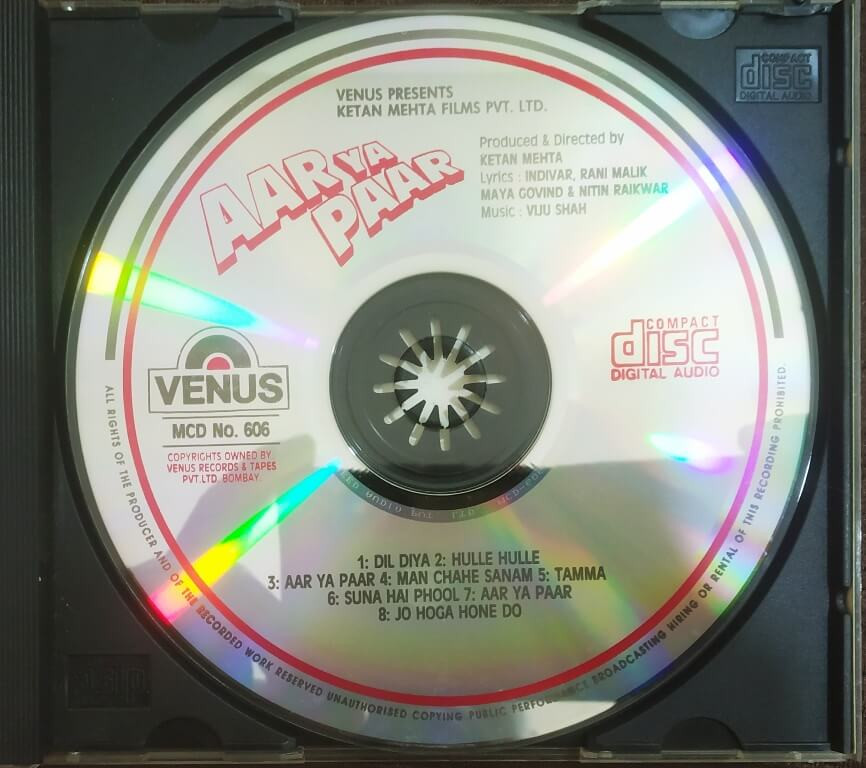 VENUS PRESENTS
KETAN MEHTA FILMS PVT. LTD.
AAR YA
PAAR
Produced & Directed by
KETAN MEHTA
Lyrics : INDIVAR, RANI MALIK
MAYA GOVIND & NITIN RAIKWAR
Music : VIJU SHAH
COMPACT
disc
DIGITAL AUDIO
VENUS
MCD No. 606
COPYRIGHTS OWNED BY
VENUS RECORDS & TAPES
PVT.LTD. BOMBAY.
COMPACT
disc
DIGITAL AUDIO
1: DIL DIYA 2: HULLE HULLE
3: AAR YA PAAR 4: MAN CHAHE SANAM 5: TAMMA
6: SUNA HAI PHOOL 7: AAR YA PAAR
8: JO HOGA HONE DO
ALL RIGHTS OF THE PRODUCER AND OF THE RECORDED WORK RESERVED UNAUTHORISED COPYING PUBLIC PERFORMANCE BROADCASTING HIRING OR RENTAL OF THIS RECORDING PROHIBITED.